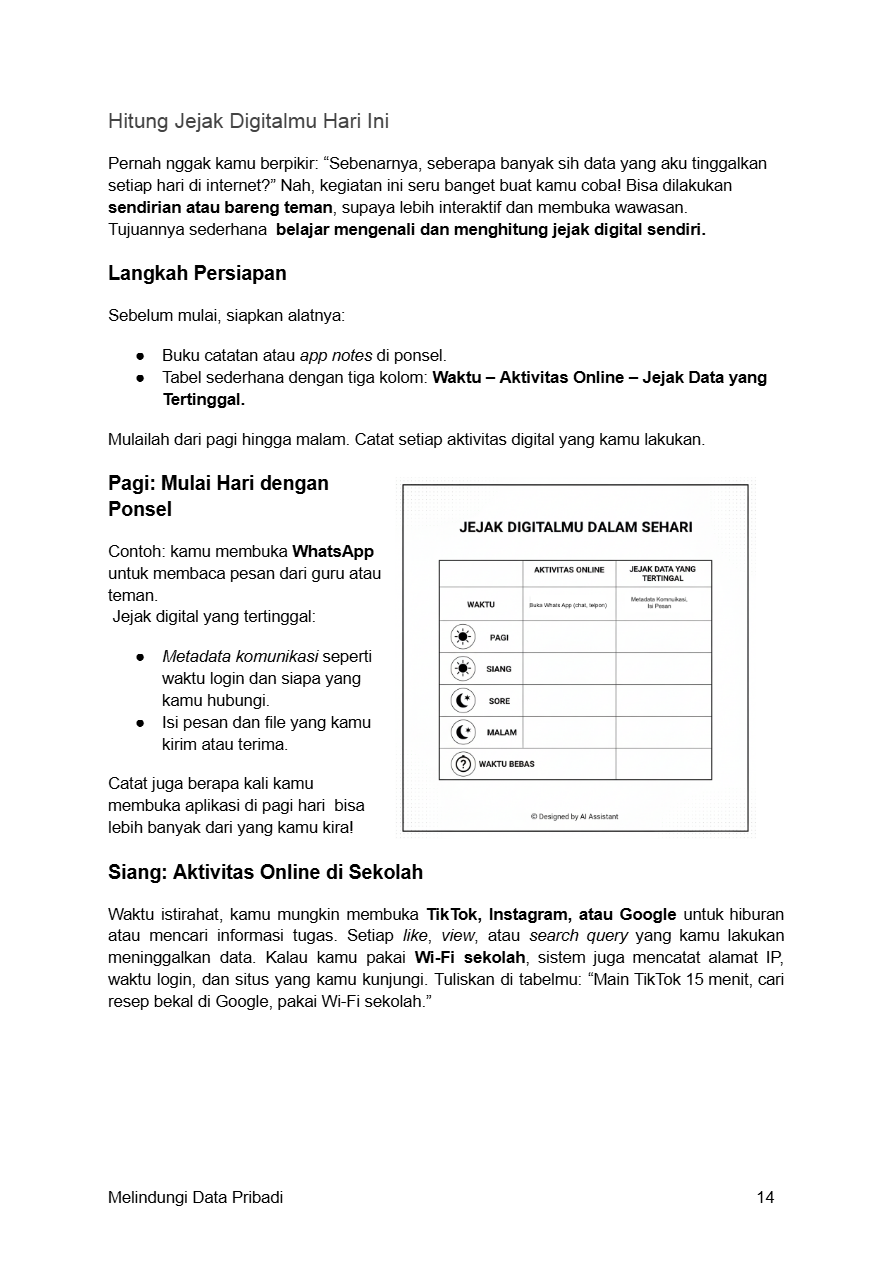 Hitung Jejak Digitalmu Hari Ini
Pernah nggak kamu berpikir: “Sebenarnya, seberapa banyak sih data yang aku tinggalkan
setiap hari di internet?” Nah, kegiatan ini seru banget buat kamu coba! Bisa dilakukan
sendirian atau bareng teman, supaya lebih interaktif dan membuka wawasan.
Tujuannya sederhana  belajar mengenali dan menghitung jejak digital sendiri.
Langkah Persiapan
Sebelum mulai, siapkan alatnya:
● Buku catatan atau app notes di ponsel.
● Tabel sederhana dengan tiga kolom: Waktu – Aktivitas Online – Jejak Data yang
Tertinggal.
Mulailah dari pagi hingga malam. Catat setiap aktivitas digital yang kamu lakukan.
Pagi: Mulai Hari dengan
Ponsel
Contoh: kamu membuka WhatsApp
untuk membaca pesan dari guru atau
teman.
Jejak digital yang tertinggal:
● Metadata komunikasi seperti
waktu login dan siapa yang
kamu hubungi.
● Isi pesan dan file yang kamu
kirim atau terima.
Catat juga berapa kali kamu
membuka aplikasi di pagi hari  bisa
lebih banyak dari yang kamu kira!
JEJAK DIGITALMU DALAM SEHARI
AKTIVITAS ONLINE
JEJAK DATA YANG
TERTINGAL
WAKTU
Buka Whats App (chat, telpon)
Metadata Komnuikasi,
Isi Pesan
PAGI
SIANG
SORE
MALAM
? WAKTU BEBAS
© Designed by AI Assistant
Siang: Aktivitas Online di Sekolah
Waktu istirahat, kamu mungkin membuka TikTok, Instagram, atau Google untuk hiburan
atau mencari informasi tugas. Setiap like, view, atau search query yang kamu lakukan
meninggalkan data. Kalau kamu pakai Wi-Fi sekolah, sistem juga mencatat alamat IP,
waktu login, dan situs yang kamu kunjungi. Tuliskan di tabelmu: “Main TikTok 15 menit, cari
resep bekal di Google, pakai Wi-Fi sekolah.”
Melindungi Data Pribadi 14